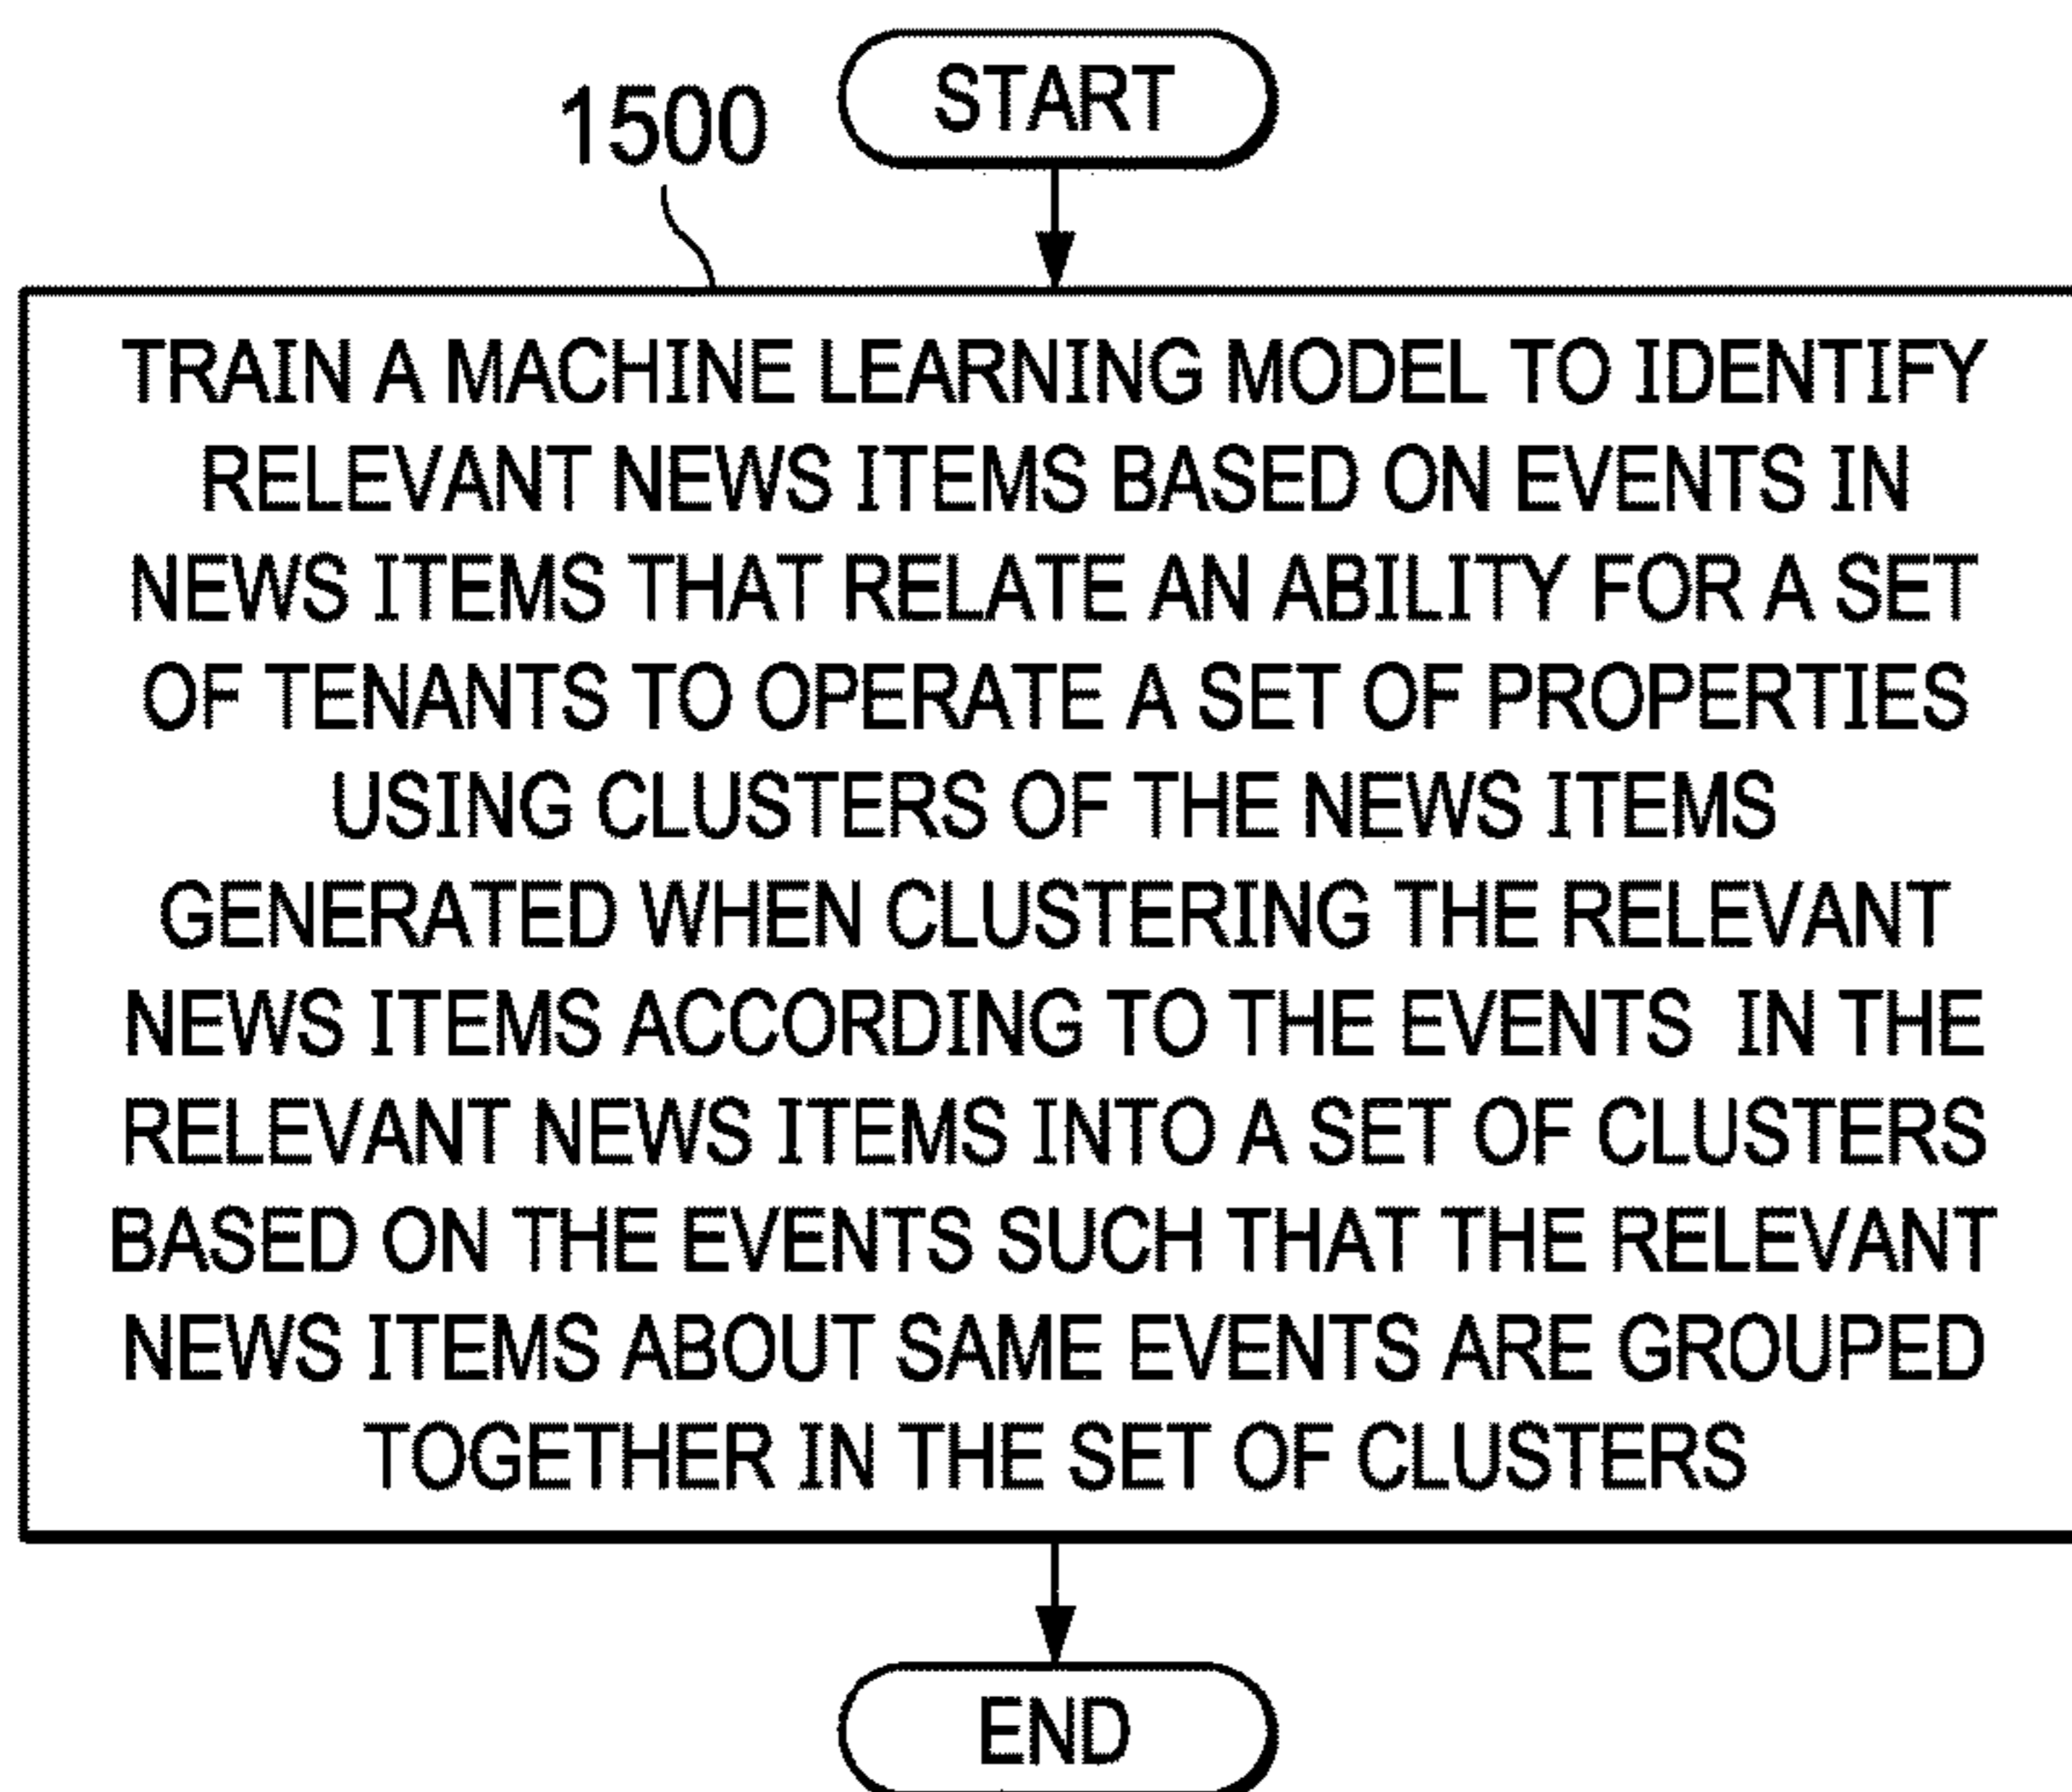 START
1500
TRAIN A MACHINE LEARNING MODEL TO IDENTIFY
RELEVANT NEWS ITEMS BASED ON EVENTS IN
NEWS ITEMS THAT RELATE AN ABILITY FOR A SET
OF TENANTS TO OPERATE A SET OF PROPERTIES
USING CLUSTERS OF THE NEWS ITEMS
GENERATED WHEN CLUSTERING THE RELEVANT
NEWS ITEMS ACCORDING TO THE EVENTS IN THE
RELEVANT NEWS ITEMS INTO A SET OF CLUSTERS
BASED ON THE EVENTS SUCH THAT THE RELEVANT
NEWS ITEMS ABOUT SAME EVENTS ARE GROUPED
TOGETHER IN THE SET OF CLUSTERS
END